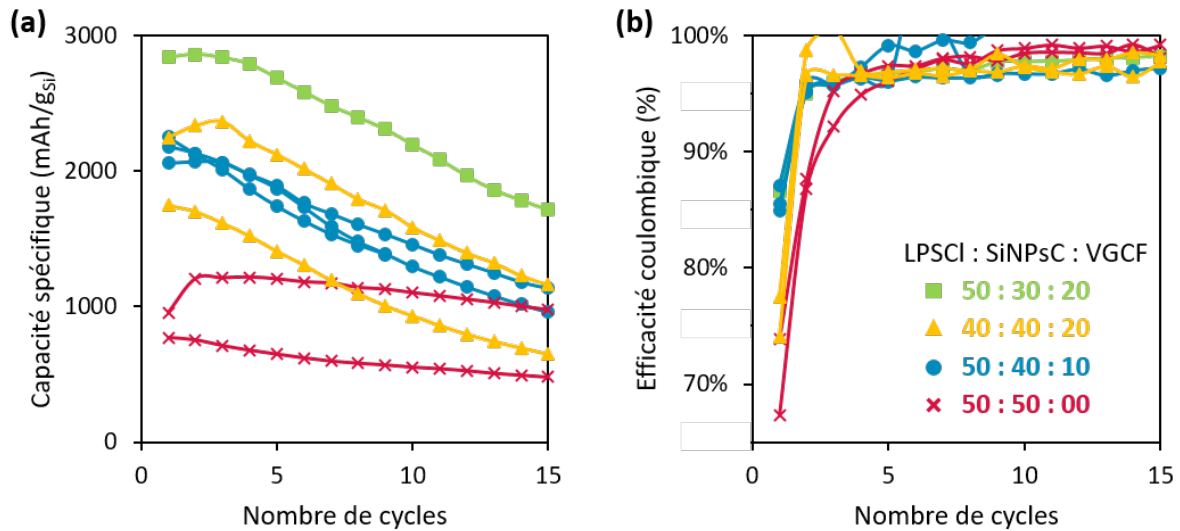 (a)
3000
2000
1000
0
0
5
10
15
Capacité spécifique (mAh/gSi)
Nombre de cycles
(b)
100%
90%
80%
70%
0
5
10
15
Efficacité coulombique (%)
Nombre de cycles
LPSCl : SiNPsC : VGCF
50 : 30 : 20
40 : 40 : 20
50 : 40 : 10
50 : 50 : 00